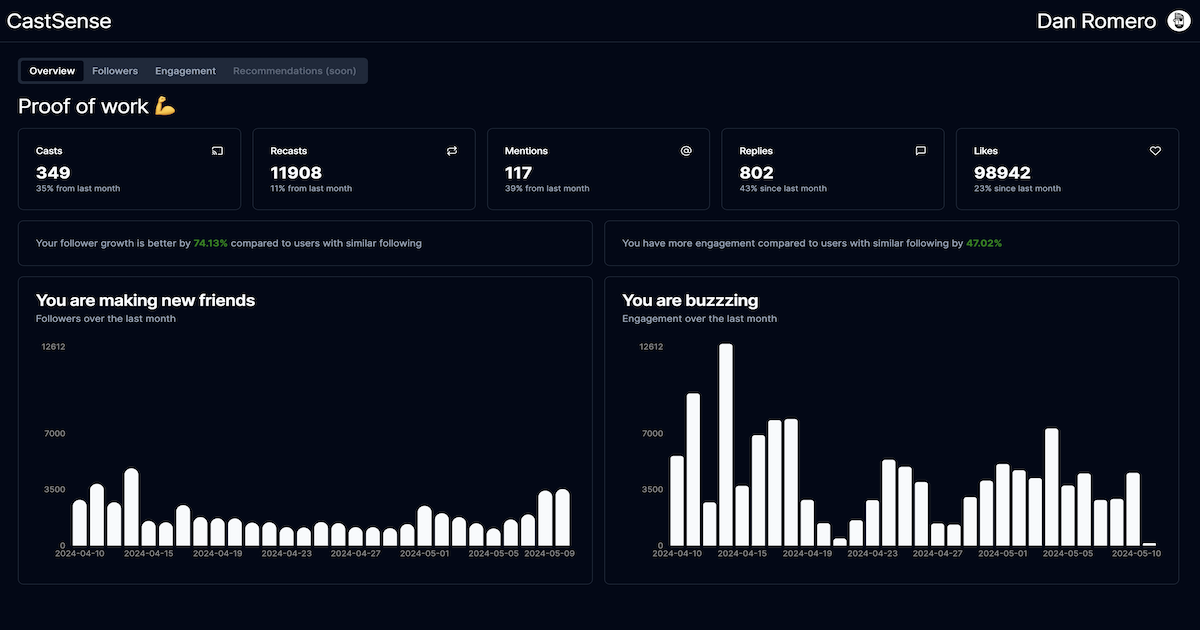 CastSense
Dan Romero
Overview Followers Engagement Recommendations (soon)
Proof of work 💪
Casts
349
35% from last month
Recasts
11908
11% from last month
Mentions
117
39% from last month
Replies
802
43% since last month
Likes
98942
23% since last month
Your follower growth is better by 74.13% compared to users with similar following
You have more engagement compared to users with similar following by 47.02%
You are making new friends
Followers over the last month
12612
7000
3500
0
2024-04-10 2024-04-15 2024-04-19 2024-04-23 2024-04-27 2024-05-01 2024-05-05 2024-05-09
You are buzzzing
Engagement over the last month
12612
7000
3500
0
2024-04-10 2024-04-15 2024-04-19 2024-04-23 2024-04-27 2024-05-01 2024-05-05 2024-05-10